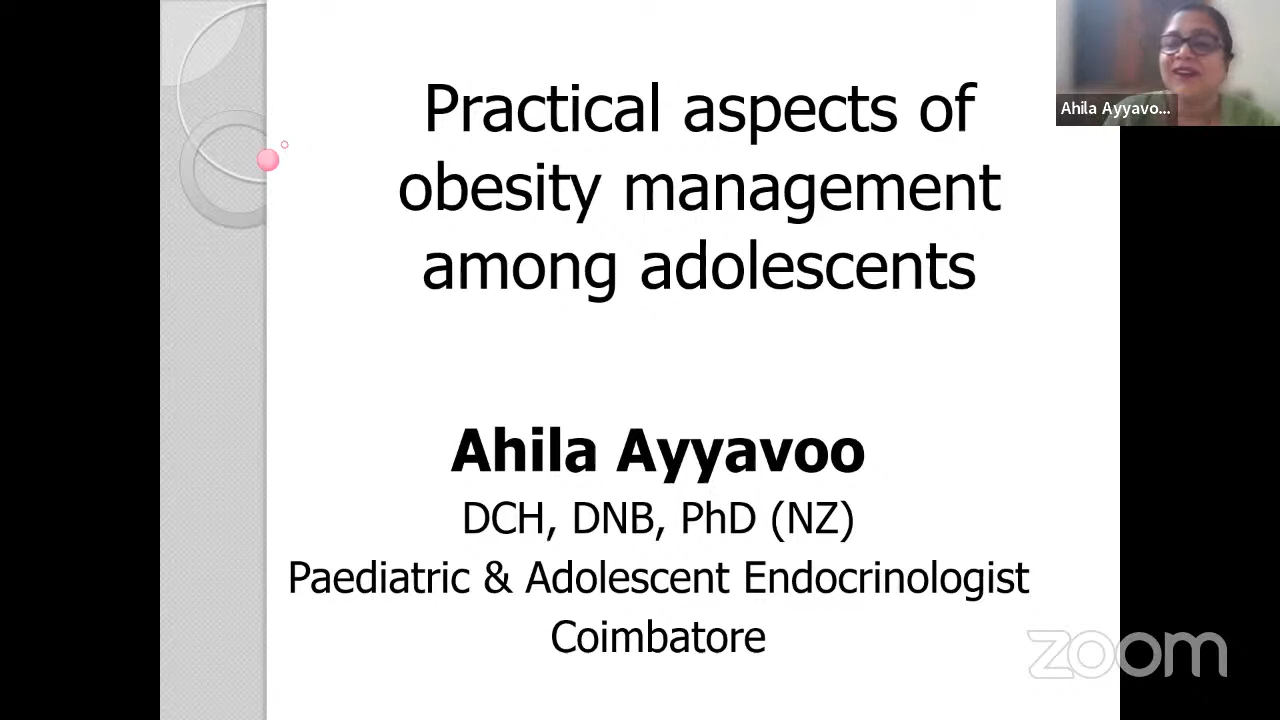 Practical aspects of
obesity management
among adolescents
Ahila Ayyavo...
Ahila Ayyavoo
DCH, DNB, PhD (NZ)
Paediatric & Adolescent Endocrinologist
Coimbatore
zoom